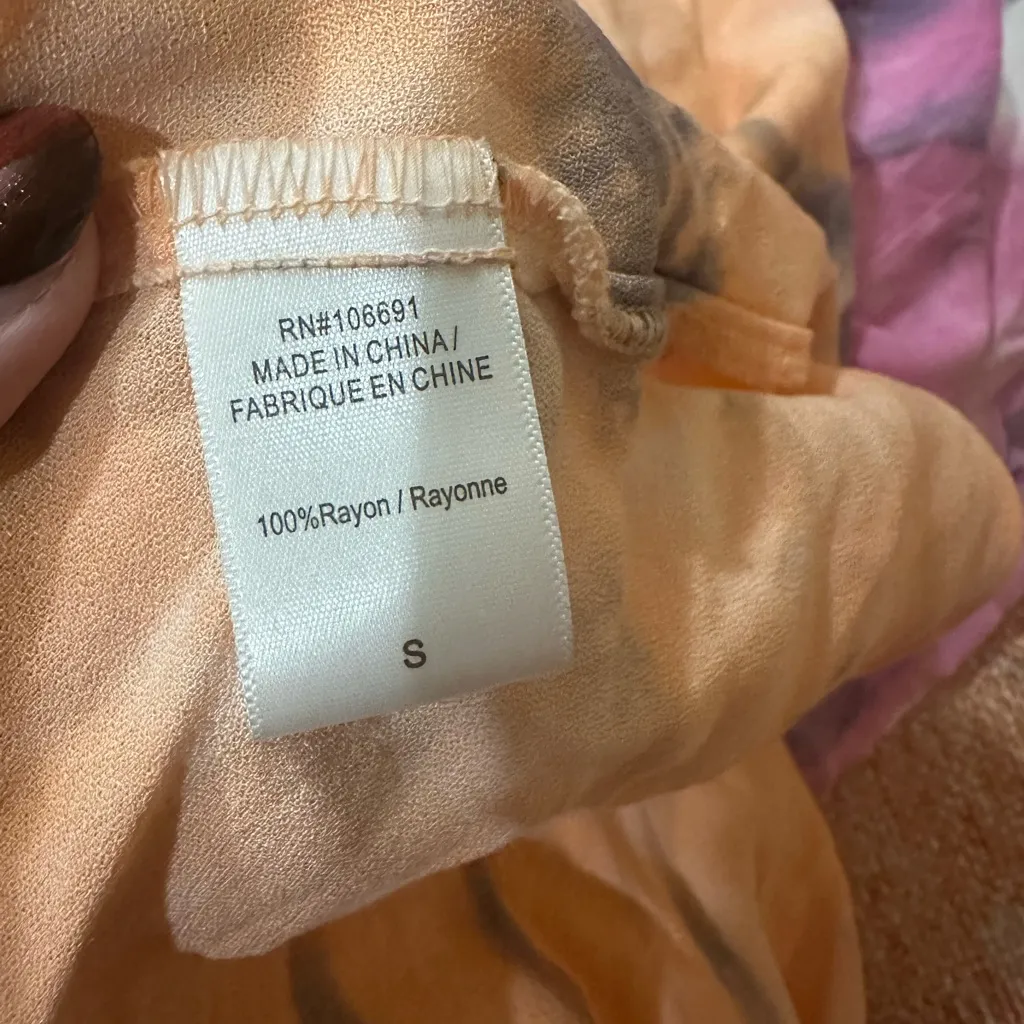 RN#106691
MADE IN CHINA /
FABRIQUE EN CHINE
100%Rayon / Rayonne
S